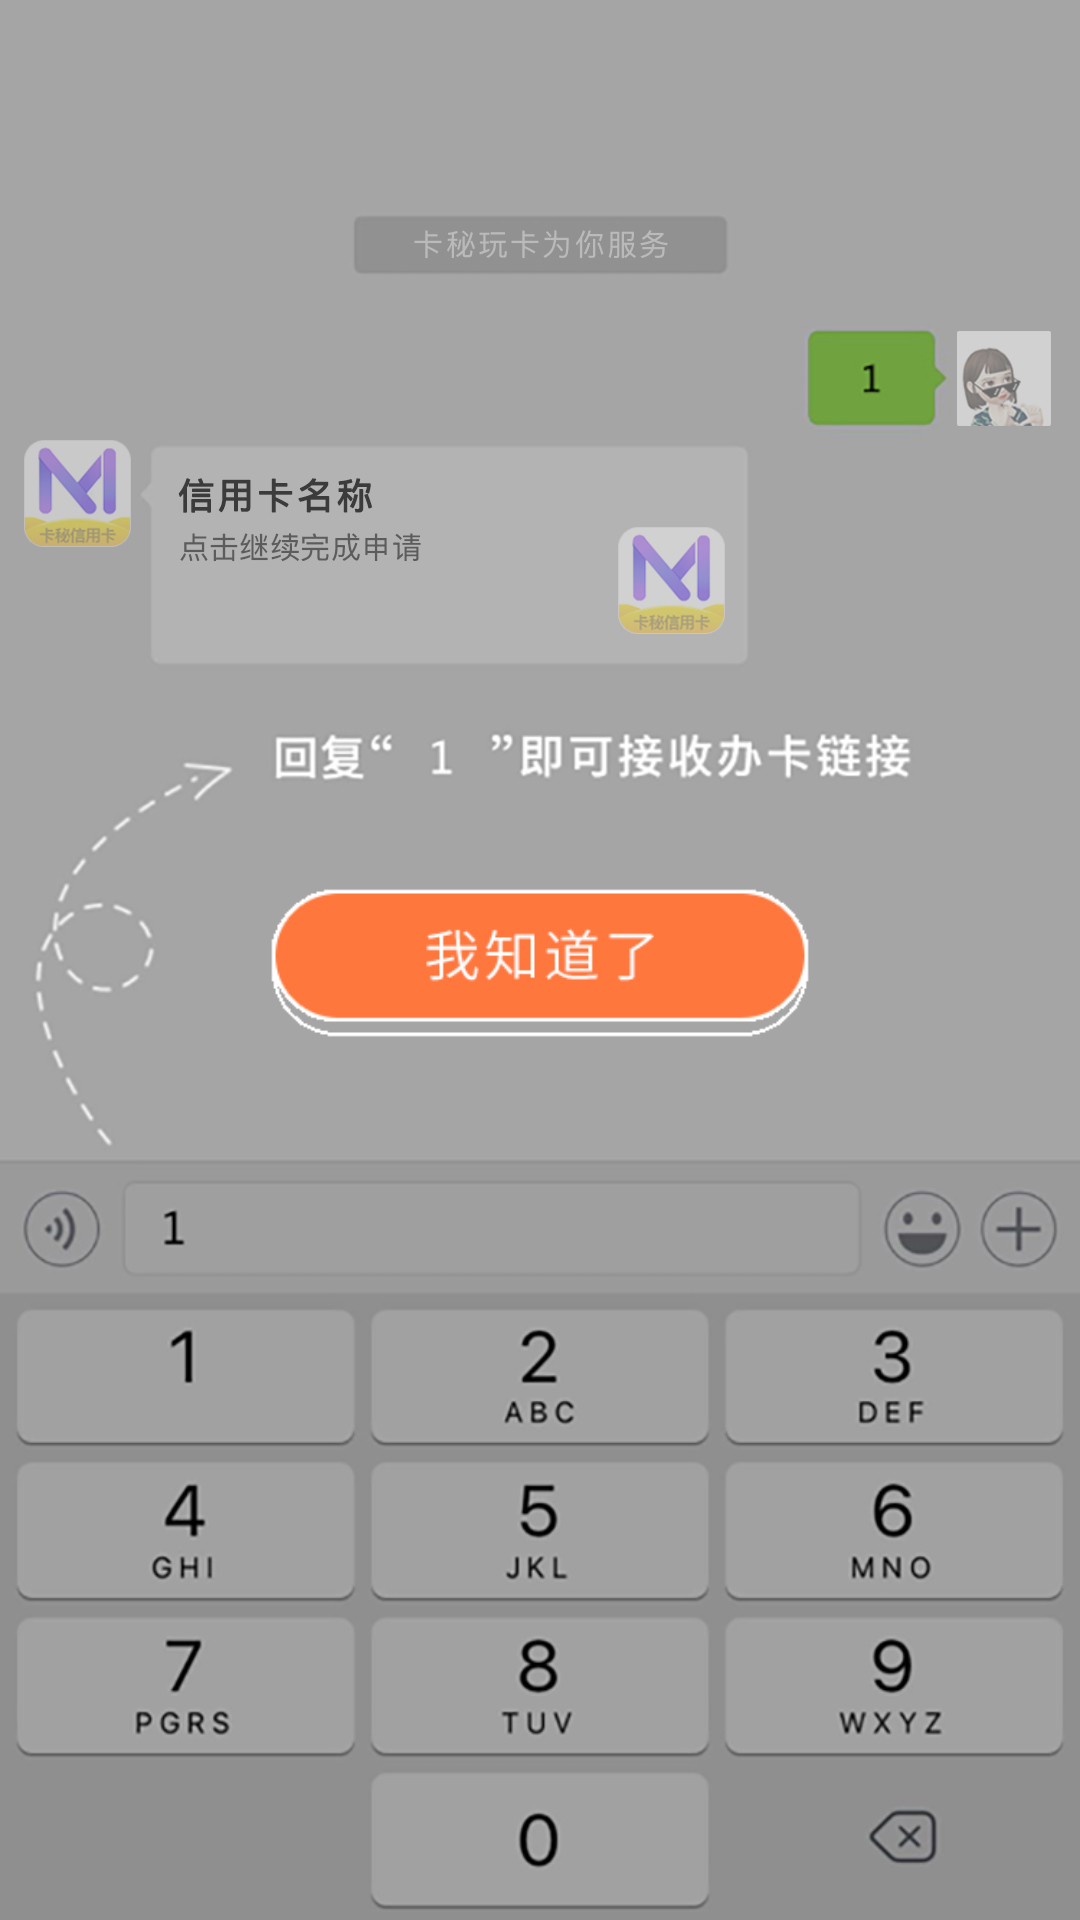 卡秘玩卡为你服务
1
信用卡名称
点击继续完成申请
卡秘信用卡
卡秘信用卡
回复“ 1 ”即可接收办卡链接
我知道了
1
1
2
3
ABC
DEF
4
5
6
GHI
JKL
MNO
7
8
9
PGRS
TUV
WXYZ
0